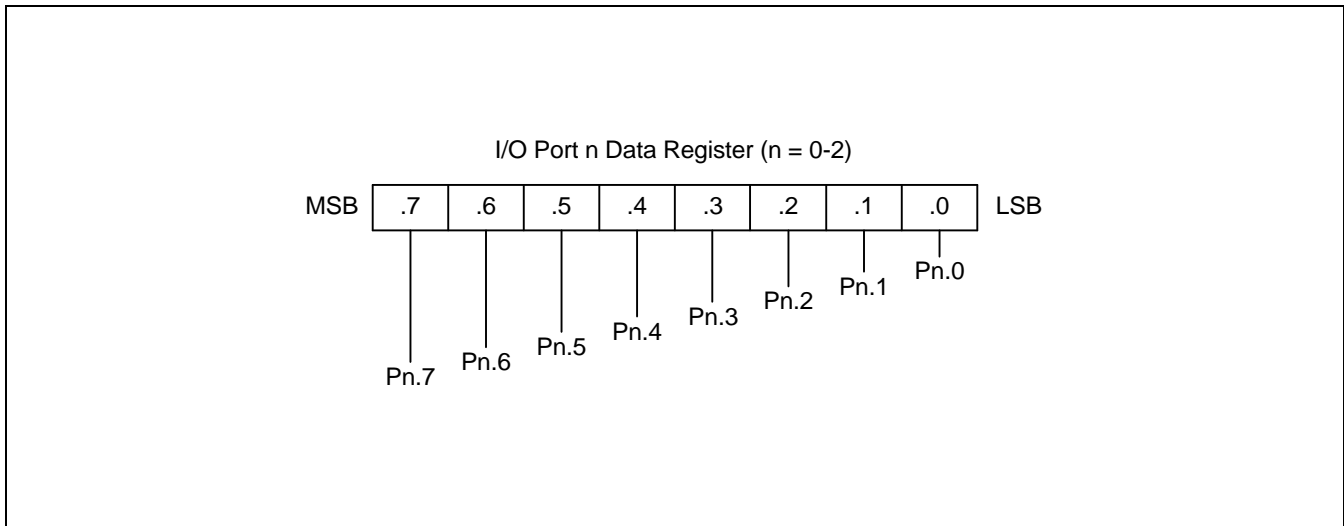 I/O Port n Data Register (n = 0-2)
MSB .7 .6 .5 .4 .3 .2 .1 .0 LSB
Pn.0
Pn.1
Pn.2
Pn.3
Pn.4
Pn.5
Pn.6
Pn.7